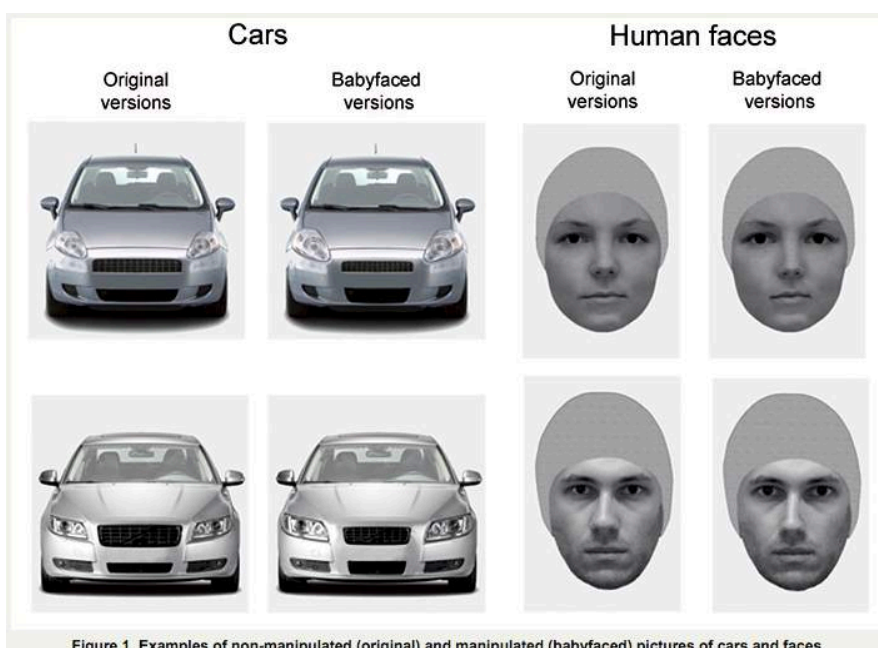 Cars
Human faces
Original
versions
Babyfaced
versions
Original
versions
Babyfaced
versions
Figure 1. Examples of non-manipulated (original) and manipulated (babyfaced) pictures of cars and faces